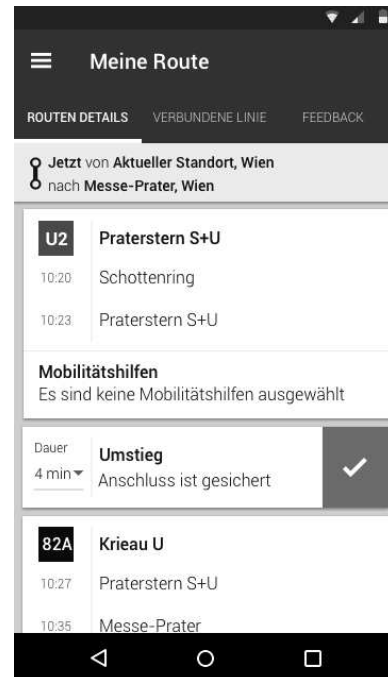 Meine Route
ROUTEN DETAILS VERBUNDENE LINIE FEEDBACK
Jetzt von Aktueller Standort, Wien
nach Messe-Prater, Wien
U2 Praterstern S+U
10:20 Schottenring
10:23 Praterstern S+U
Mobilitätshilfen
Es sind keine Mobilitätshilfen ausgewählt
Dauer Umstieg
4 min Anschluss ist gesichert
82A Krieau U
10:27 Praterstern S+U
10:35 Messe-Prater